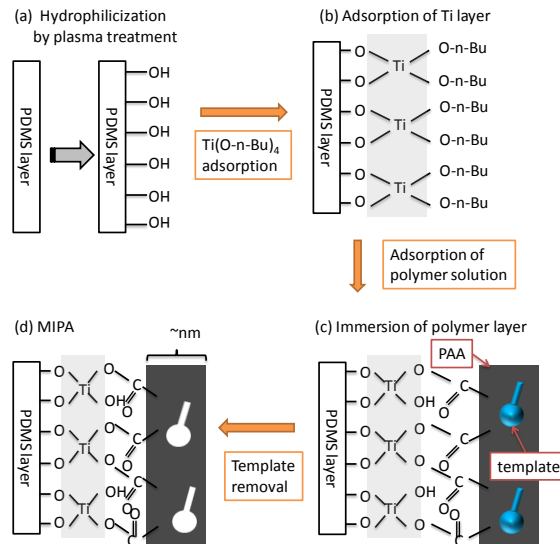 (a) Hydrophilicization
by plasma treatment
PDMS layer
PDMS layer
OH
OH
OH
OH
OH
OH
Ti(O-n-Bu)4
adsorption
(b) Adsorption of Ti layer
PDMS layer
O
O
O
O
O
O
Ti
Ti
Ti
O-n-Bu
O-n-Bu
O-n-Bu
O-n-Bu
O-n-Bu
O-n-Bu
Adsorption of
polymer solution
(d) MIPA
~nm
PDMS layer
O
O
O
O
O
O
Ti
Ti
Ti
O
OH
O
O
OH
O
C
O
C
O
C
O
C
O
Template
removal
(c) Immersion of polymer layer
PAA
PDMS layer
O
O
O
O
O
O
Ti
Ti
Ti
O
OH
O
O
OH
O
C
O
C
O
C
O
C
O
template